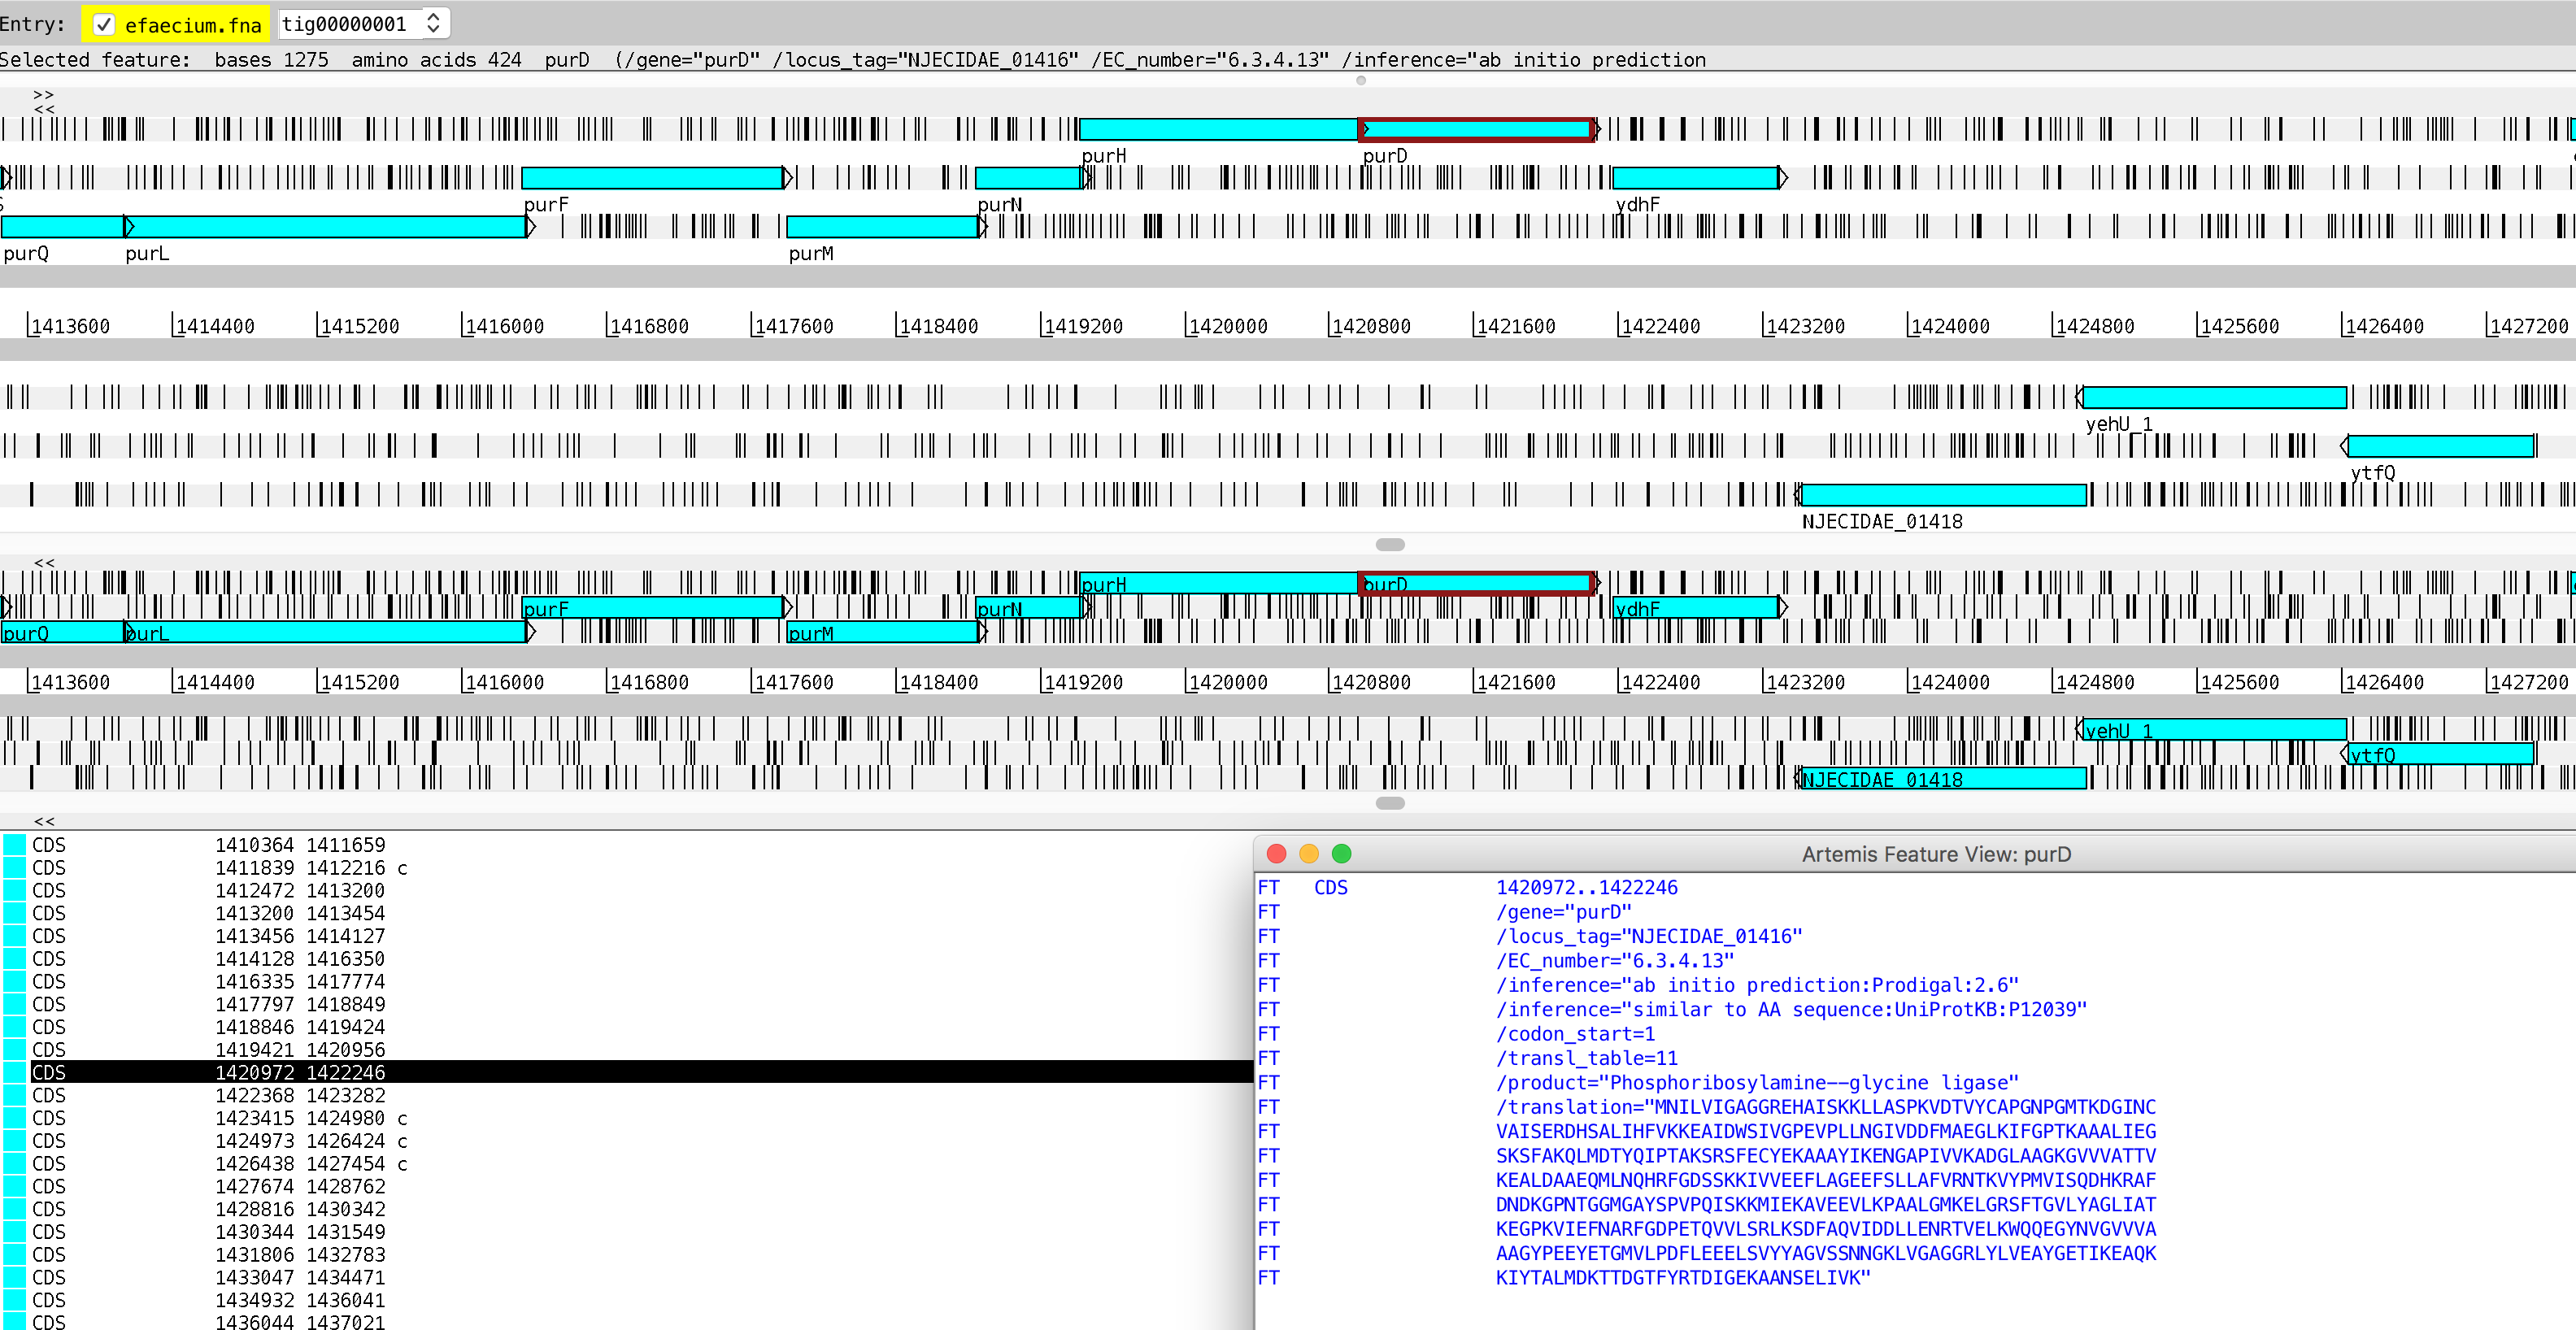 Entry: efaecium.fna tig00000001
Selected feature: bases 1275 amino acids 424 purD (/gene="purD" /locus_tag="NJECIDAE_01416" /EC_number="6.3.4.13" /inference="ab initio prediction
>>
<<
purH purD
purF purN ydhF
purQ purL purM
1413600 1414400 1415200 1416000 1416800 1417600 1418400 1419200 1420000 1420800 1421600 1422400 1423200 1424000 1424800 1425600 1426400 1427200
yehU_1
ytfQ
NJECIDAE_01418
<<
purH purD
purF purN ydhF
purQ purL purM
1413600 1414400 1415200 1416000 1416800 1417600 1418400 1419200 1420000 1420800 1421600 1422400 1423200 1424000 1424800 1425600 1426400 1427200
yehU_1
ytfQ
NJECIDAE_01418
<<
CDS 1410364 1411659
CDS 1411839 1412216 c
CDS 1412472 1413200
CDS 1413200 1413454
CDS 1413456 1414127
CDS 1414128 1416350
CDS 1416335 1417774
CDS 1417797 1418849
CDS 1418846 1419424
CDS 1419421 1420956
CDS 1420972 1422246
CDS 1422368 1423282
CDS 1423415 1424980 c
CDS 1424973 1426424 c
CDS 1426438 1427454 c
CDS 1427674 1428762
CDS 1428816 1430342
CDS 1430344 1431549
CDS 1431806 1432783
CDS 1433047 1434471
CDS 1434932 1436041
CDS 1436044 1437021
Artemis Feature View: purD
FT CDS 1420972..1422246
FT /gene="purD"
FT /locus_tag="NJECIDAE_01416"
FT /EC_number="6.3.4.13"
FT /inference="ab initio prediction:Prodigal:2.6"
FT /inference="similar to AA sequence:UniProtKB:P12039"
FT /codon_start=1
FT /transl_table=11
FT /product="Phosphoribosylamine--glycine ligase"
FT /translation="MNILVIGAGGREHAISKKLLASPKVDTVYCAPGNPGMTKDGINC
FT VAISERDHSALIHFVKKEAIDWSIVGPEVPLLNGIVDDFMAEGLKIFGPTKAAALIEG
FT SKSFAKQLMDTYQIPTAKSRSFECYEKAAAYIKENGAPIVVKADGLAAGKGVVVATTV
FT KEALDAAEQMLNQHRFGDSSKKIVVEEFLAGEEFSLLAFVRNTKVYPMVISQDHKRAF
FT DNDKGPNTGGMGAYSPVPQISKKMIEKAVEEVLKPAALGMKELGRSFTGVLYAGLIAT
FT KEGPKVIEFNARFGDPETQVVLSRLKSDFAQVIDDLLENRTVELKWQQEGYNVGVVVA
FT AAGYPEEYETGMVLPDFLEEELSVYYAGVSSNNGKLVGAGGRLYLVEAYGETIKEAQK
FT KIYTALMDKTTDGTFYRTDIGEKAANSELIVK"